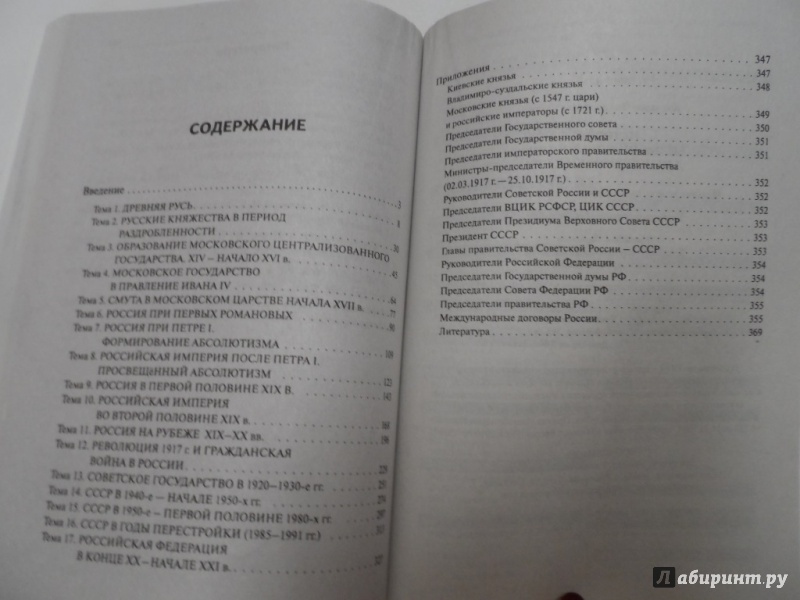 СОДЕРЖАНИЕ
Введение 3
Тема 1. ДРЕВНЯЯ РУСЬ 8
Тема 2. РУССКИЕ КНЯЖЕСТВА В ПЕРИОД
РАЗДРОБЛЕННОСТИ 30
Тема 3. ОБРАЗОВАНИЕ МОСКОВСКОГО ЦЕНТРАЛИЗОВАННОГО
ГОСУДАРСТВА. XIV – НАЧАЛО XVI в. 45
Тема 4. МОСКОВСКОЕ ГОСУДАРСТВО
В ПРАВЛЕНИЕ ИВАНА IV 64
Тема 5. СМУТА В МОСКОВСКОМ ЦАРСТВЕ НАЧАЛА XVII в. 77
Тема 6. РОССИЯ ПРИ ПЕРВЫХ РОМАНОВЫХ
Тема 7. РОССИЯ ПРИ ПЕТРЕ I.
ФОРМИРОВАНИЕ АБСОЛЮТИЗМА 109
Тема 8. РОССИЙСКАЯ ИМПЕРИЯ ПОСЛЕ ПЕТРА I.
ПРОСВЕЩёННЫЙ АБСОЛЮТИЗМ
Тема 9. РОССИЯ В ПЕРВОЙ ПОЛОВИНЕ XIX В.
Тема 10. РОССИЙСКАЯ ИМПЕРИЯ
ВО ВТОРОЙ ПОЛОВИНЕ XIX в.
Тема 11. РОССИЯ НА РУБЕЖЕ XIX–XX вв.
Тема 12. РЕВОЛЮЦИЯ 1917 г. И ГРАЖДАНСКАЯ
ВОЙНА В РОССИИ
Тема 13. СОВЕТСКОЕ ГОСУДАРСТВО В 1920–1930-е гг.
Тема 14. СССР В 1940-е – НАЧАЛЕ 1950-х гг.
Тема 15. СССР В 1950-е – ПЕРВОЙ ПОЛОВИНЕ 1980-х гг.
Тема 16. СССР В ГОДЫ ПЕРЕСТРОЙКИ (1985–1991 гг.)
Тема 17. РОССИЙСКАЯ ФЕДЕРАЦИЯ
В КОНЦЕ XX – НАЧАЛЕ XXI в.
Приложения 347
Киевские князья 347
Владимиро-суздальские князья 348
Московские князья (с 1547 г. цари)
и российские императоры (с 1721 г.) 349
Председатели Государственного совета 350
Председатели Государственной думы 351
Председатели императорского правительства 351
Министры-председатели Временного правительства
(02.03.1917 г. — 25.10.1917 г.) 352
Руководители Советской России и СССР 352
Председатели ВЦИК РСФСР, ЦИК СССР 352
Председатели Президиума Верховного Совета СССР 353
Президент СССР 353
Главы правительства Советской России – СССР 353
Руководители Российской Федерации 354
Председатели Государственной думы РФ 354
Председатели Совета Федерации РФ 354
Председатели правительства РФ 355
Международные договоры России 355
Литература 369
Лабиринт.ру